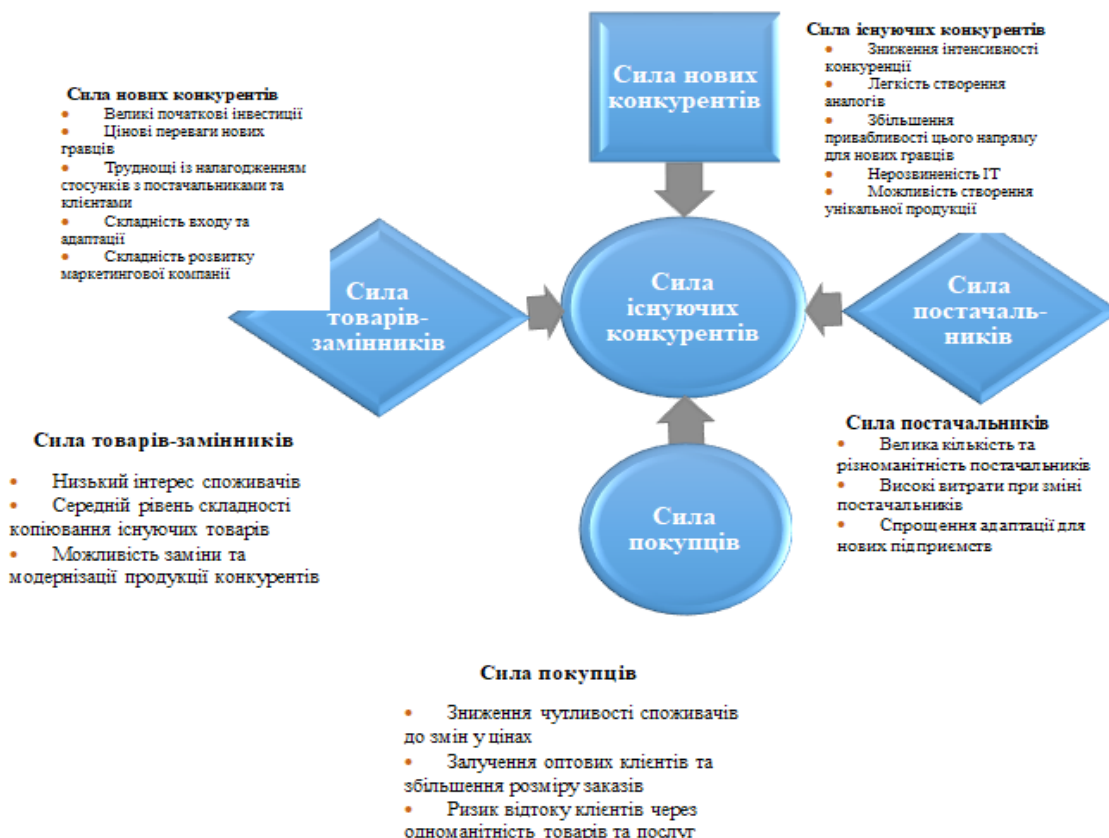 Сила нових
конкурентів
Сила існуючих конкурентів
• Зниження інтенсивності
конкуренції
• Легкість створення
аналогів
• Збільшення
привабливості цього напряму
для нових гравців
• Нерозвиненість ІТ
• Можливість створення
унікальної продукції
Сила нових конкурентів
• Великі початкові інвестиції
• Цінові переваги нових
гравців
• Труднощі із налагодженням
стосунків з постачальниками та
клієнтами
• Складність входу та
адаптації
• Складність розвитку
маркетингової компанії
Сила
товарів-
замінників
Сила
існуючих
конкурентів
Сила
постачаль-
ників
Сила товарів-замінників
• Низький інтерес споживачів
• Середній рівень складності
копіювання існуючих товарів
• Можливість заміни та
модернізації продукції конкурентів
Сила постачальників
• Велика кількість та
різноманітність постачальників
• Високі витрати при зміні
постачальників
• Спрощення адаптації для
нових підприємств
Сила
покупців
Сила покупців
• Зниження чутливості споживачів
до змін у цінах
• Залучення оптових клієнтів та
збільшення розміру заказів
• Ризик відтоку клієнтів через
одноманітність товарів та послуг